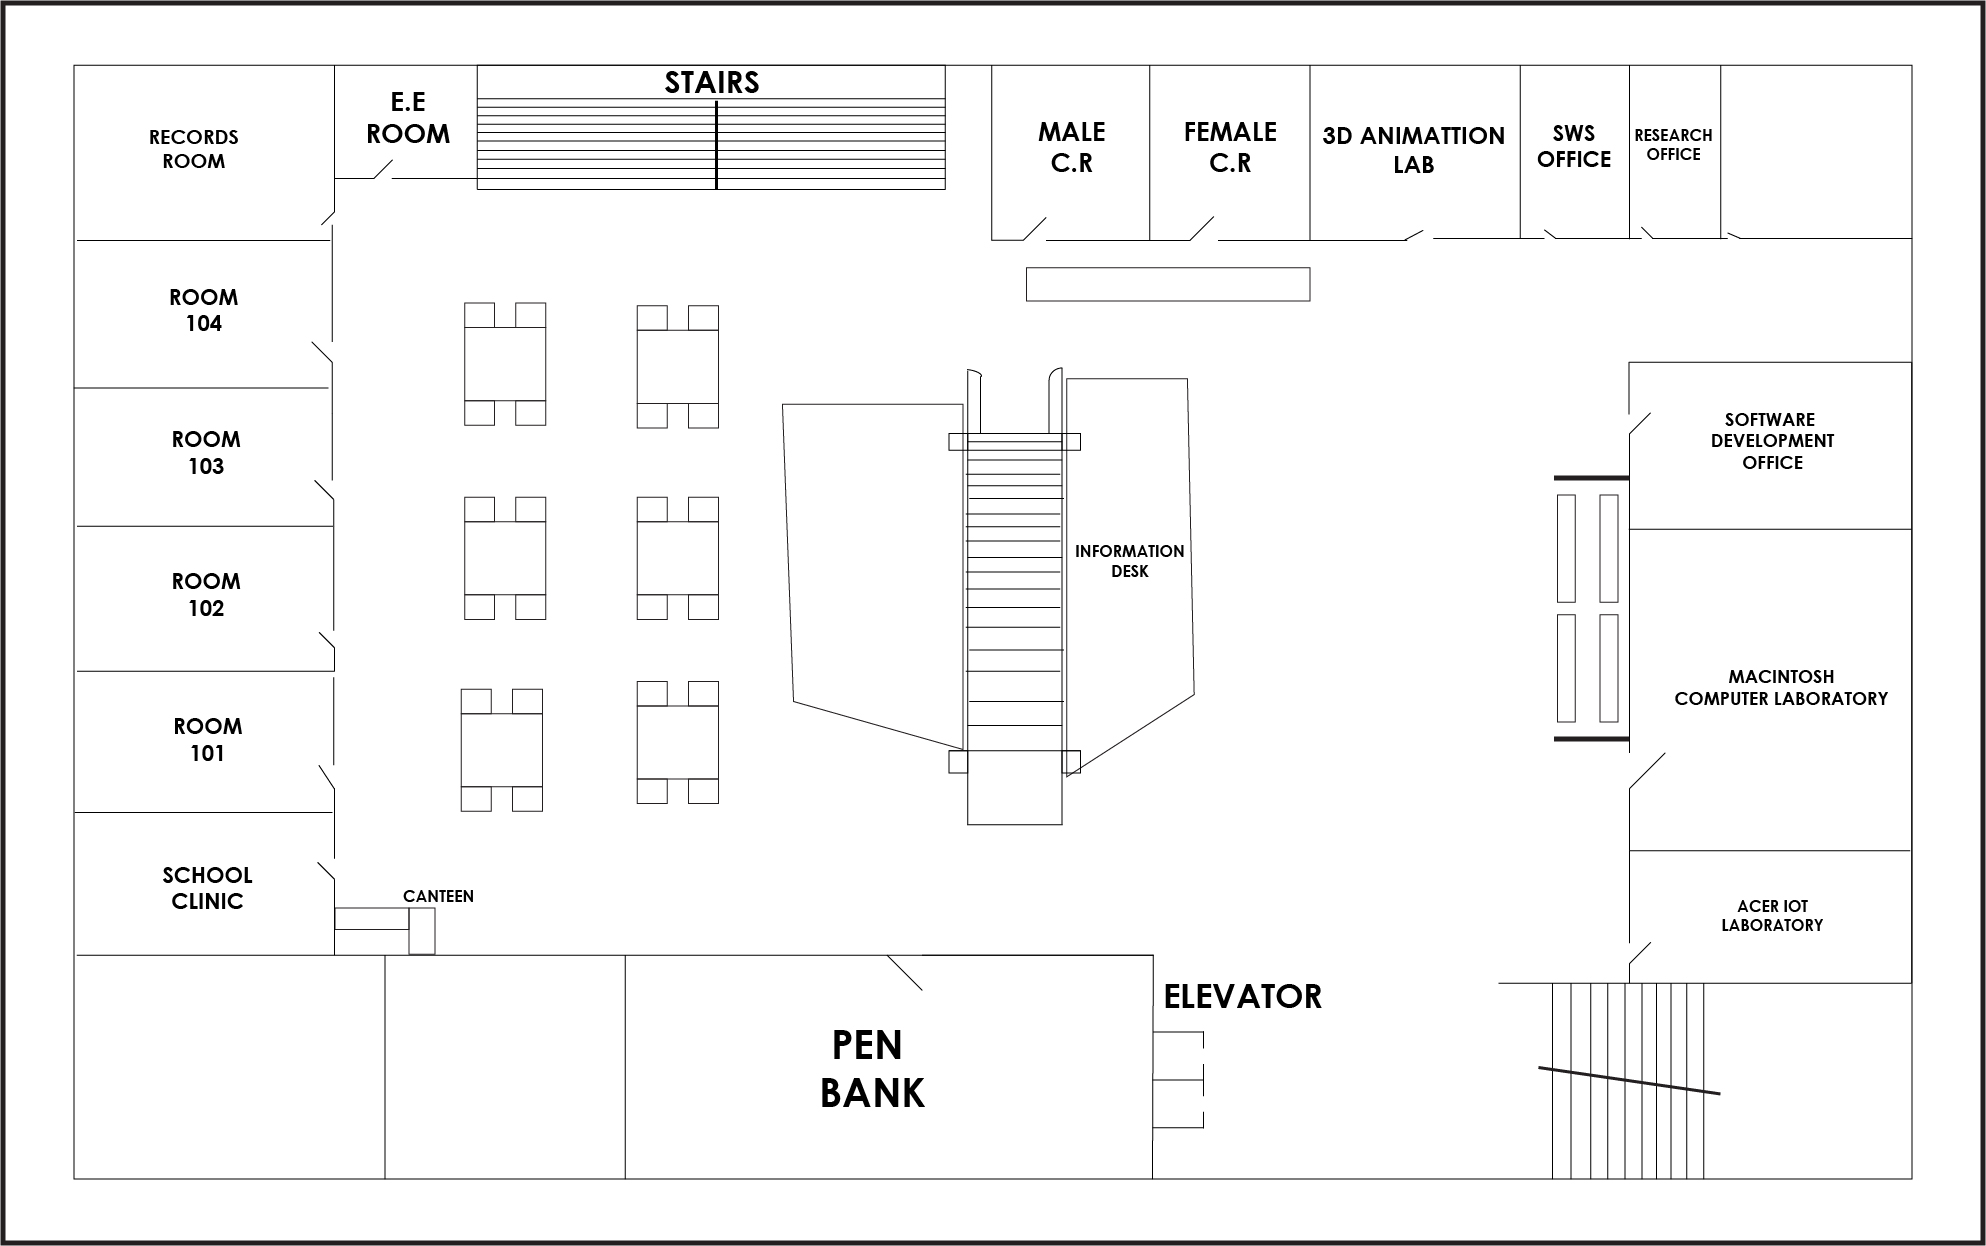 STAIRS
E.E
ROOM
RECORDS
ROOM
MALE
C.R
FEMALE
C.R
3D ANIMATTION
LAB
SWS
OFFICE
RESEARCH
OFFICE
ROOM
104
ROOM
103
ROOM
102
ROOM
101
SCHOOL
CLINIC
CANTEEN
INFORMATION
DESK
SOFTWARE
DEVELOPMENT
OFFICE
MACINTOSH
COMPUTER LABORATORY
ACER IOT
LABORATORY
ELEVATOR
PEN
BANK